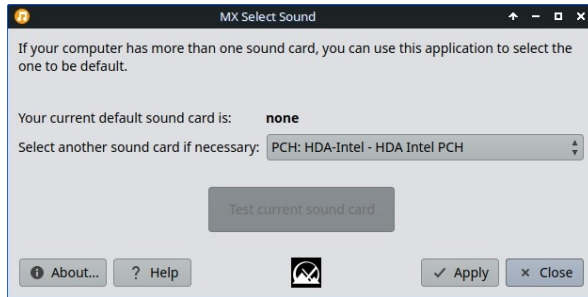 MX Select Sound
If your computer has more than one sound card, you can use this application to select the
one to be default.
Your current default sound card is: none
Select another sound card if necessary: PCH: HDA-Intel - HDA Intel PCH
Test current sound card
About... ? Help Apply Close